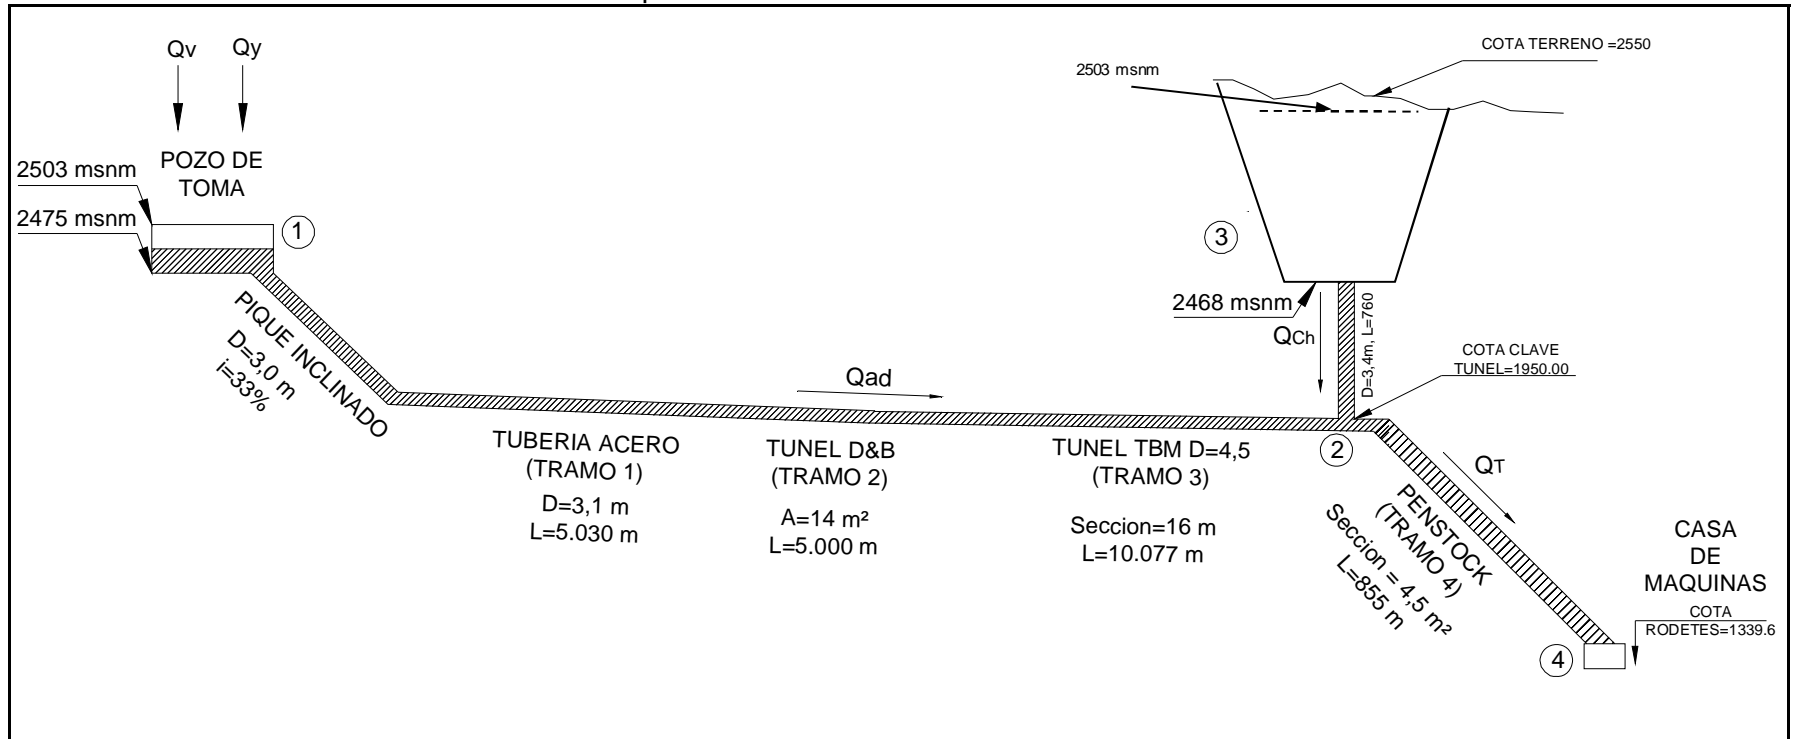 Qv
Qy
POZO DE
TOMA
2503 msnm
2475 msnm
1
PIQUE INCLINADO
D=3,0 m
i=33%
TUBERIA ACERO
(TRAMO 1)
D=3,1 m
L=5.030 m
TUNEL D&B
(TRAMO 2)
A=14 m²
L=5.000 m
Qad
TUNEL TBM D=4,5
(TRAMO 3)
Seccion=16 m
L=10.077 m
2503 msnm
COTA TERRENO =2550
3
2468 msnm
QCh
D=3,4m, L=760
COTA CLAVE
TUNEL=1950.00
2
QT
PENSTOCK
(TRAMO 4)
Seccion = 4,5 m²
L=855 m
CASA
DE
MAQUINAS
COTA
RODETES=1339.6
4